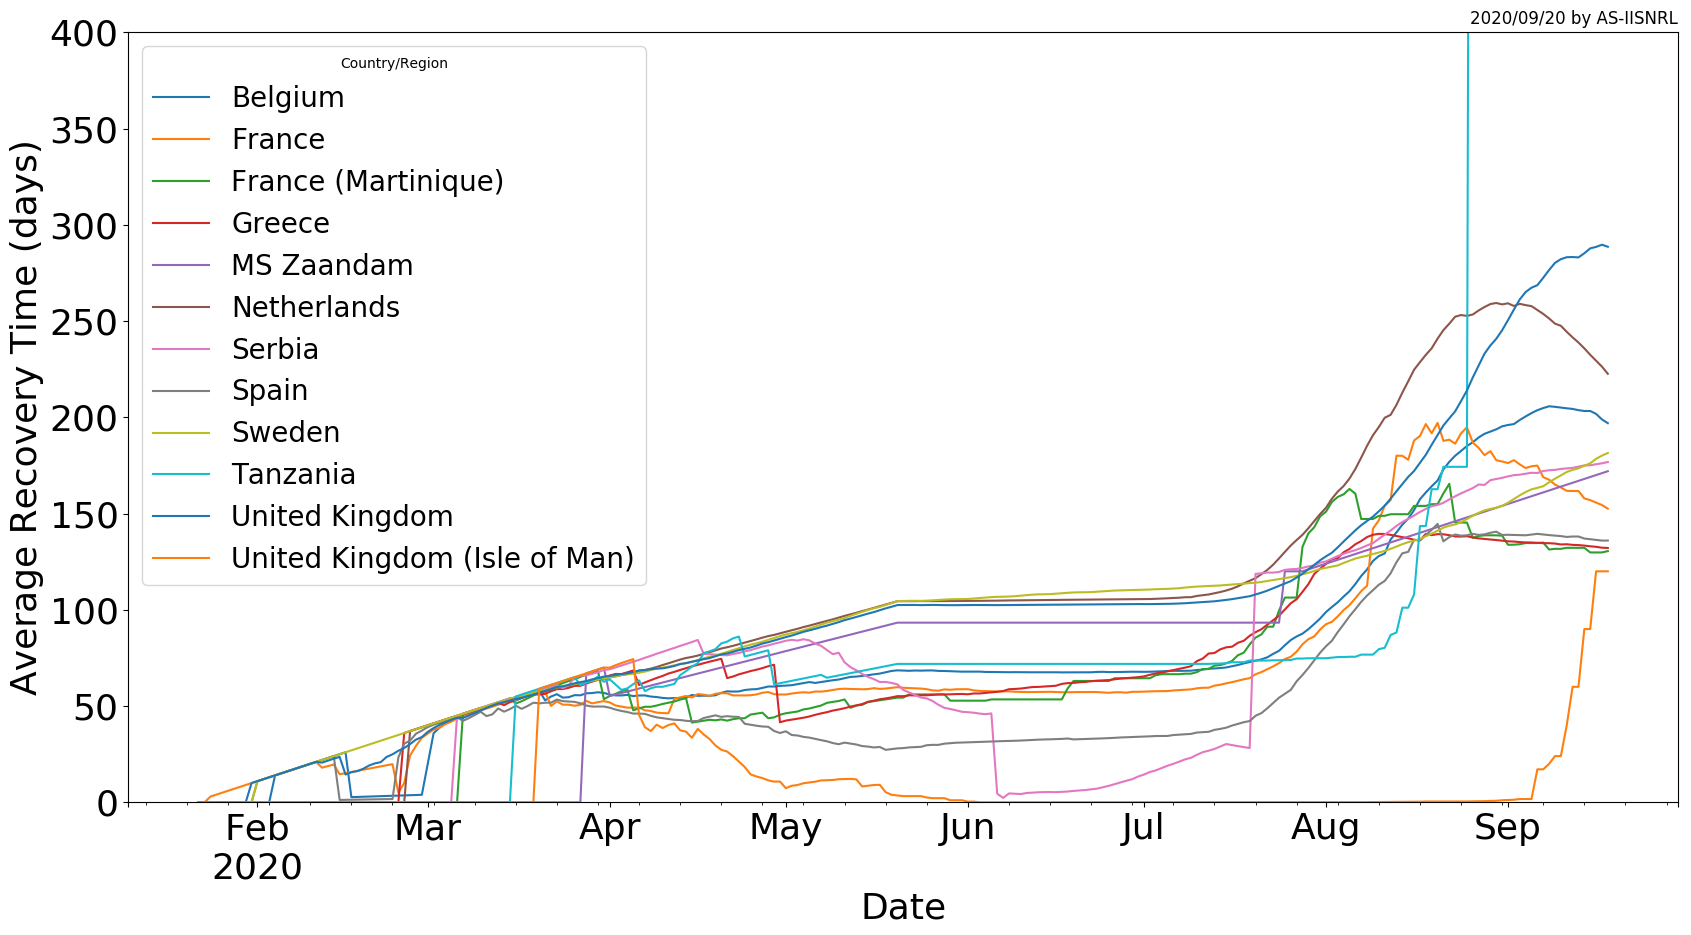 2020/09/20 by AS-IISNRL
400
350
300
250
200
150
100
50
0
Average Recovery Time (days)
Country/Region
Belgium
France
France (Martinique)
Greece
MS Zaandam
Netherlands
Serbia
Spain
Sweden
Tanzania
United Kingdom
United Kingdom (Isle of Man)
Feb Mar Apr May Jun Jul Aug Sep
2020
Date